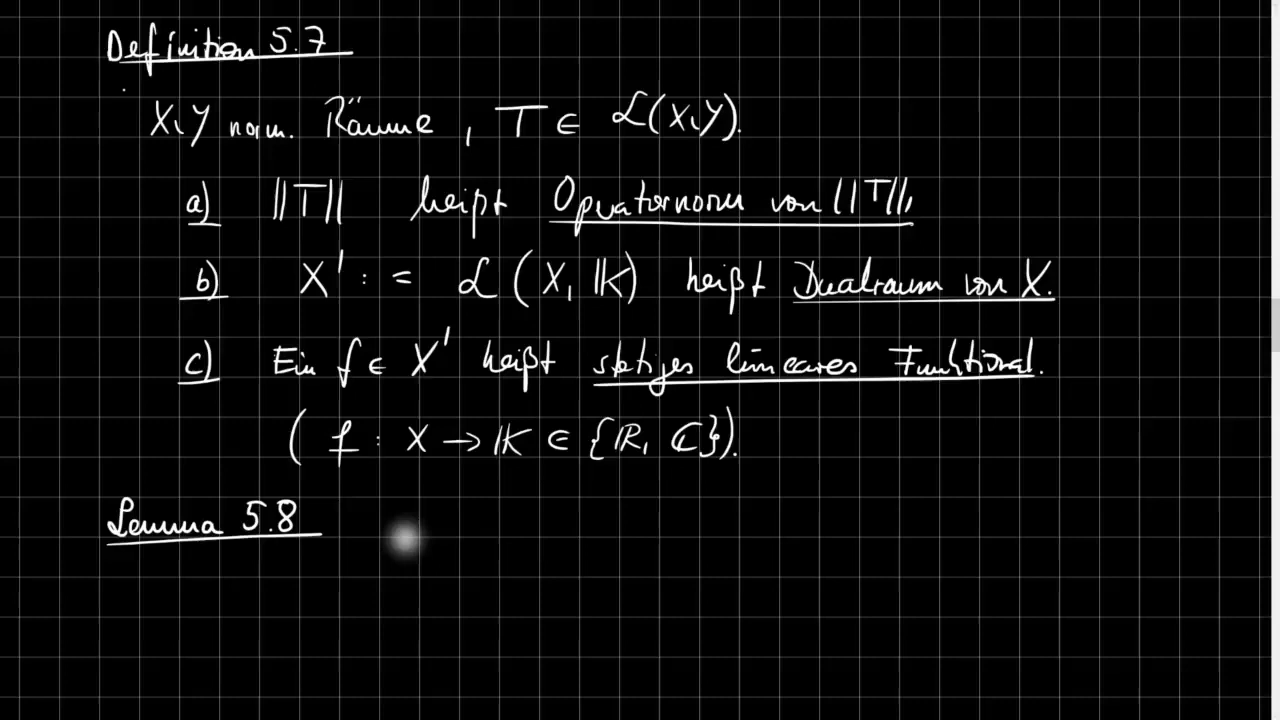 Definition 5.7
X, Y norm. Räume, T ∈ L(X,Y).
a) ||T|| heißt Operatornorm von ||T||,
b) X' := L(X, K) heißt Dualraum von X.
c) Ein f ∈ X' heißt stetiges lineares Funktional.
( f : X → K ∈ {R, C}).
Lemma 5.8